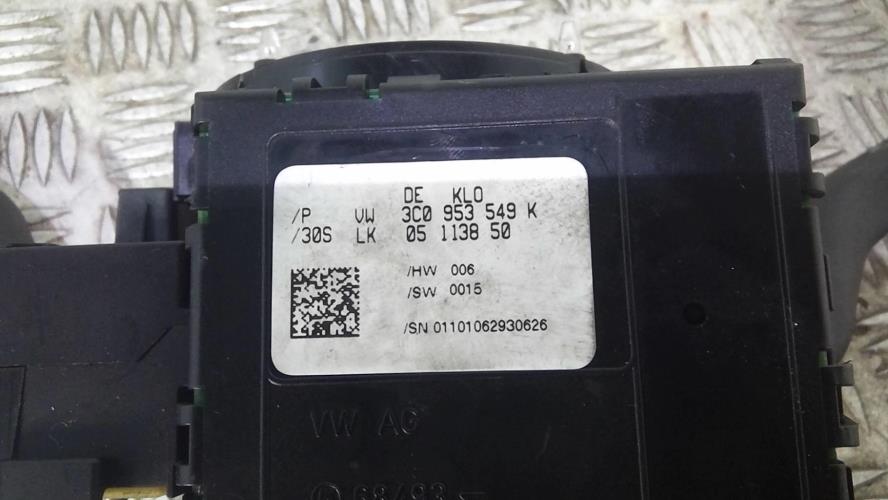 DE KLO
/P VW 3C0 953 549 K
/30S LK 05 1138 50
/HW 006
/SW 0015
/SN 01101062930626
VW AG